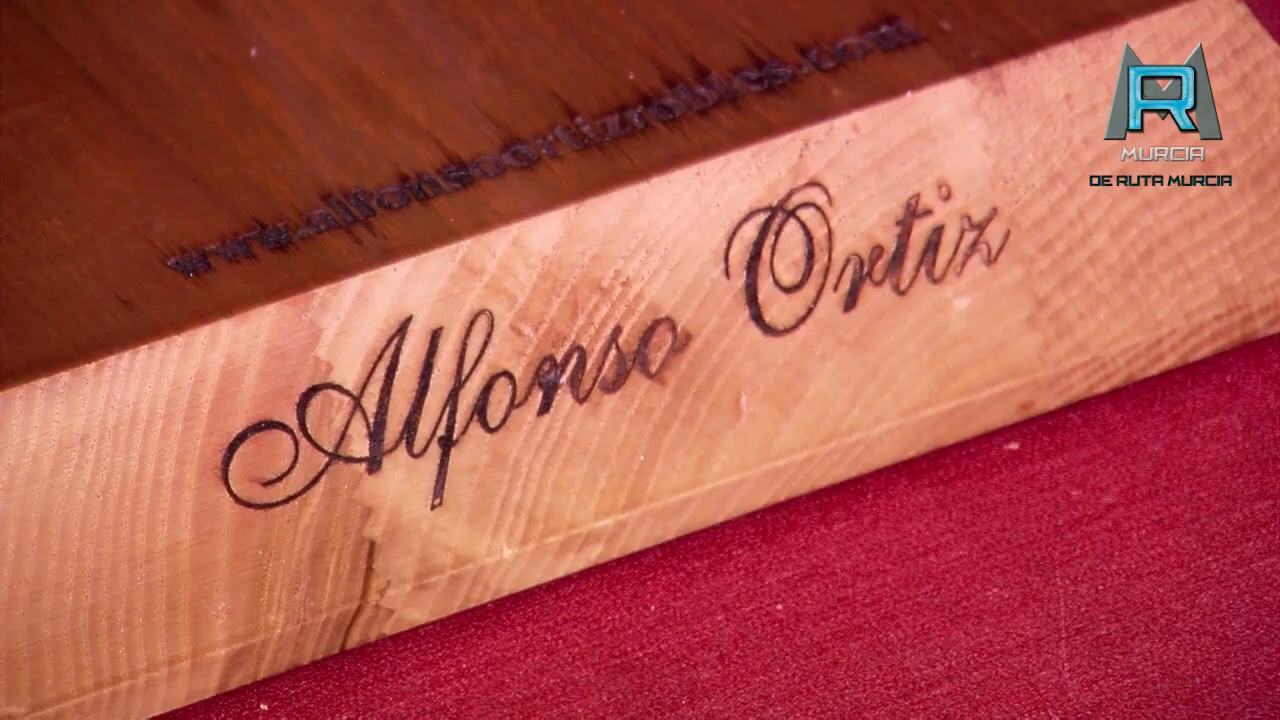 www.alfonsoortizrobles.com
Alfonso Ortiz
R
MURCIA
DE RUTA MURCIA